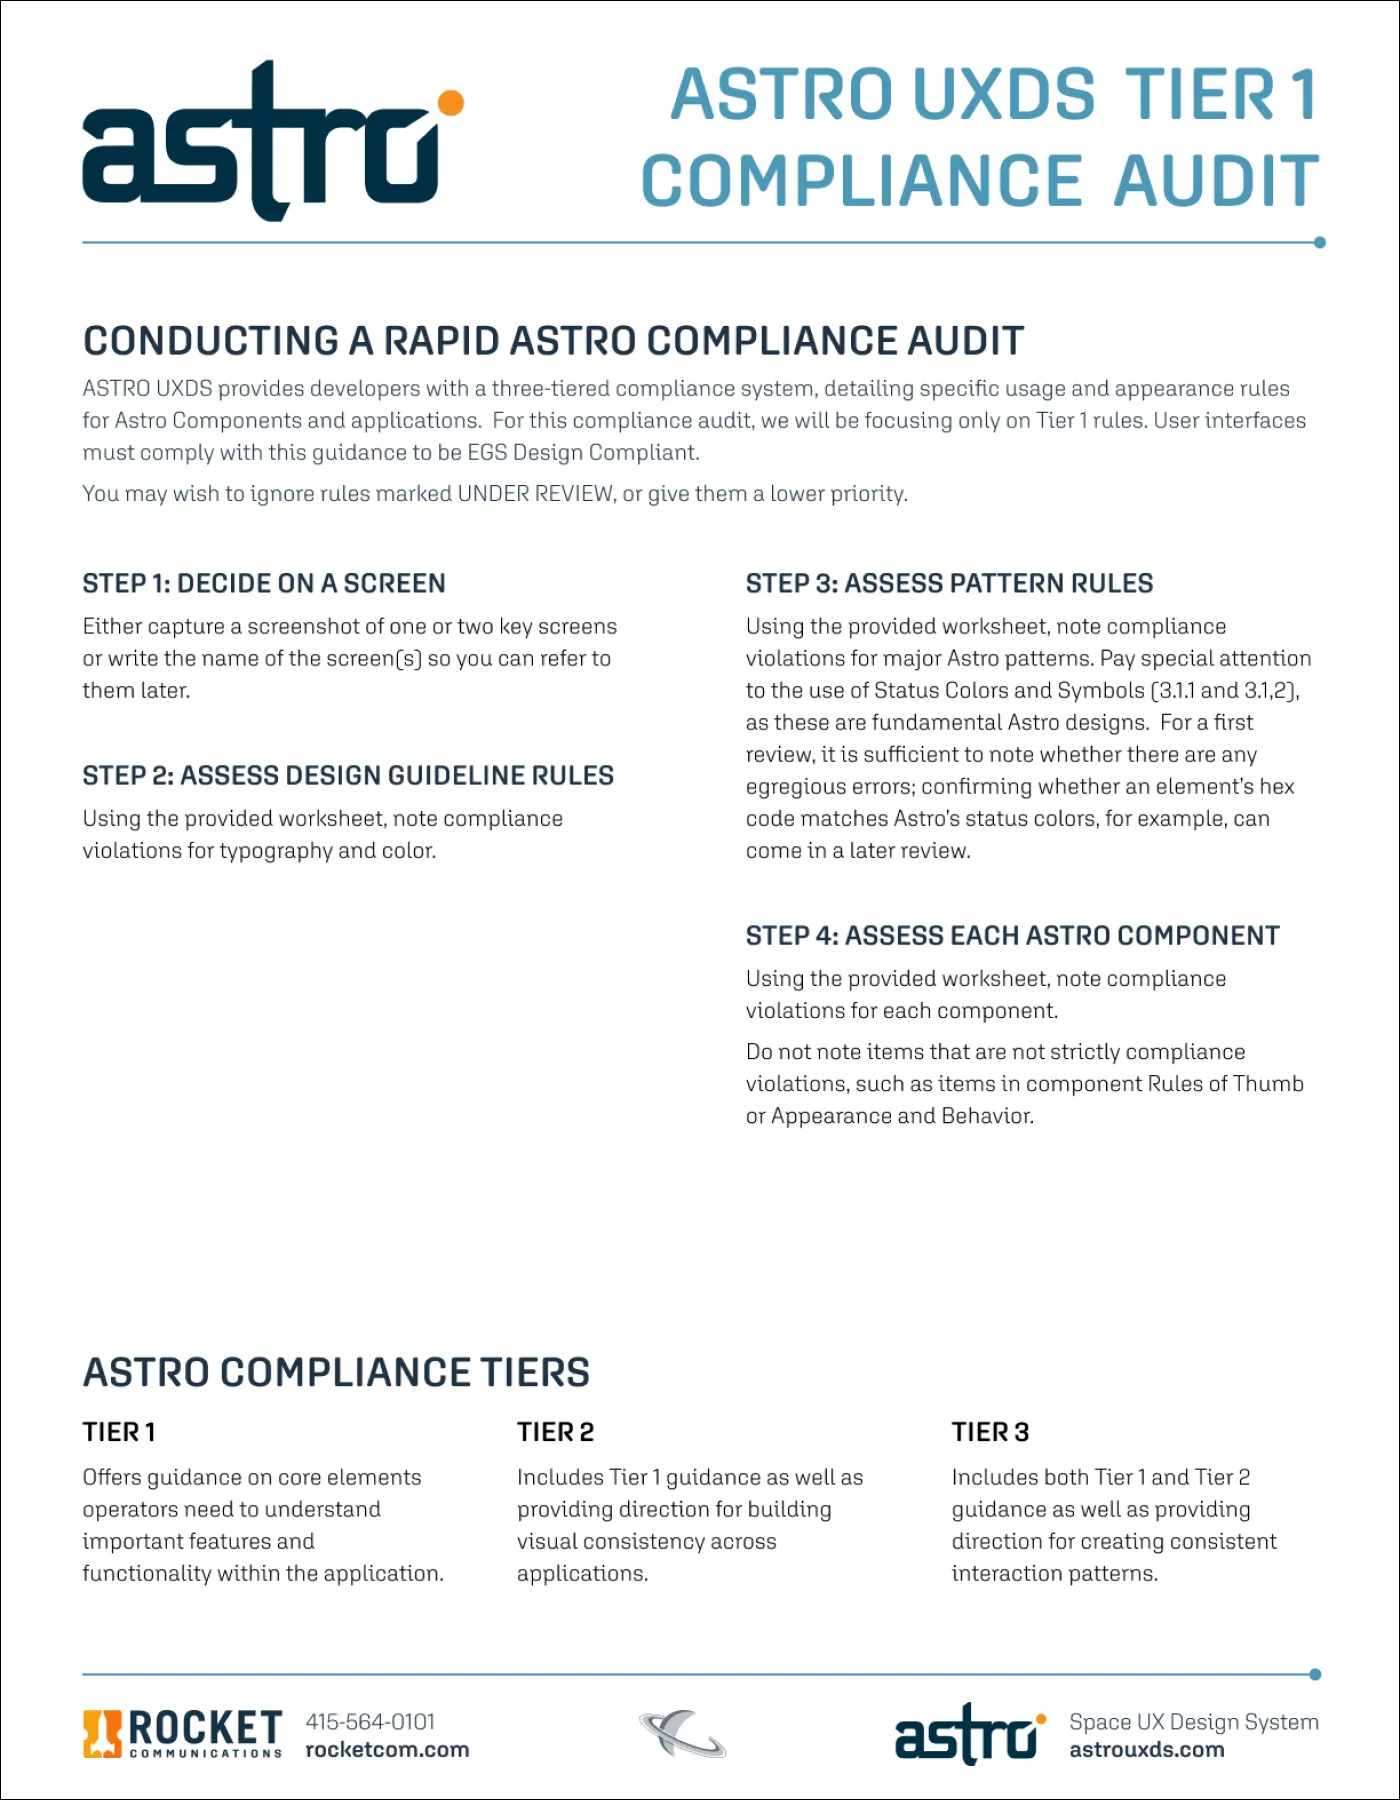 astro
ASTRO UXDS TIER 1
COMPLIANCE AUDIT
CONDUCTING A RAPID ASTRO COMPLIANCE AUDIT
ASTRO UXDS provides developers with a three-tiered compliance system, detailing specific usage and appearance rules
for Astro Components and applications.  For this compliance audit, we will be focusing only on Tier 1 rules. User interfaces
must comply with this guidance to be EGS Design Compliant.
You may wish to ignore rules marked UNDER REVIEW, or give them a lower priority.
STEP 1: DECIDE ON A SCREEN
Either capture a screenshot of one or two key screens
or write the name of the screen(s) so you can refer to
them later.
STEP 2: ASSESS DESIGN GUIDELINE RULES
Using the provided worksheet, note compliance
violations for typography and color.
STEP 3: ASSESS PATTERN RULES
Using the provided worksheet, note compliance
violations for major Astro patterns. Pay special attention
to the use of Status Colors and Symbols (3.1.1 and 3.1,2),
as these are fundamental Astro designs.  For a first
review, it is sufficient to note whether there are any
egregious errors; confirming whether an element's hex
code matches Astro's status colors, for example, can
come in a later review.
STEP 4: ASSESS EACH ASTRO COMPONENT
Using the provided worksheet, note compliance
violations for each component.
Do not note items that are not strictly compliance
violations, such as items in component Rules of Thumb
or Appearance and Behavior.
ASTRO COMPLIANCE TIERS
TIER 1
Offers guidance on core elements
operators need to understand
important features and
functionality within the application.
TIER 2
Includes Tier 1 guidance as well as
providing direction for building
visual consistency across
applications.
TIER 3
Includes both Tier 1 and Tier 2
guidance as well as providing
direction for creating consistent
interaction patterns.
ROCKET
COMMUNICATIONS
415-564-0101
rocketcom.com
astro
Space UX Design System
astrouxds.com